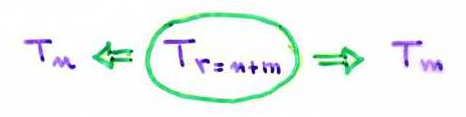 Tₙ ⇐ Tᵣ₌ₙ₊ₘ ⇒ Tₘ